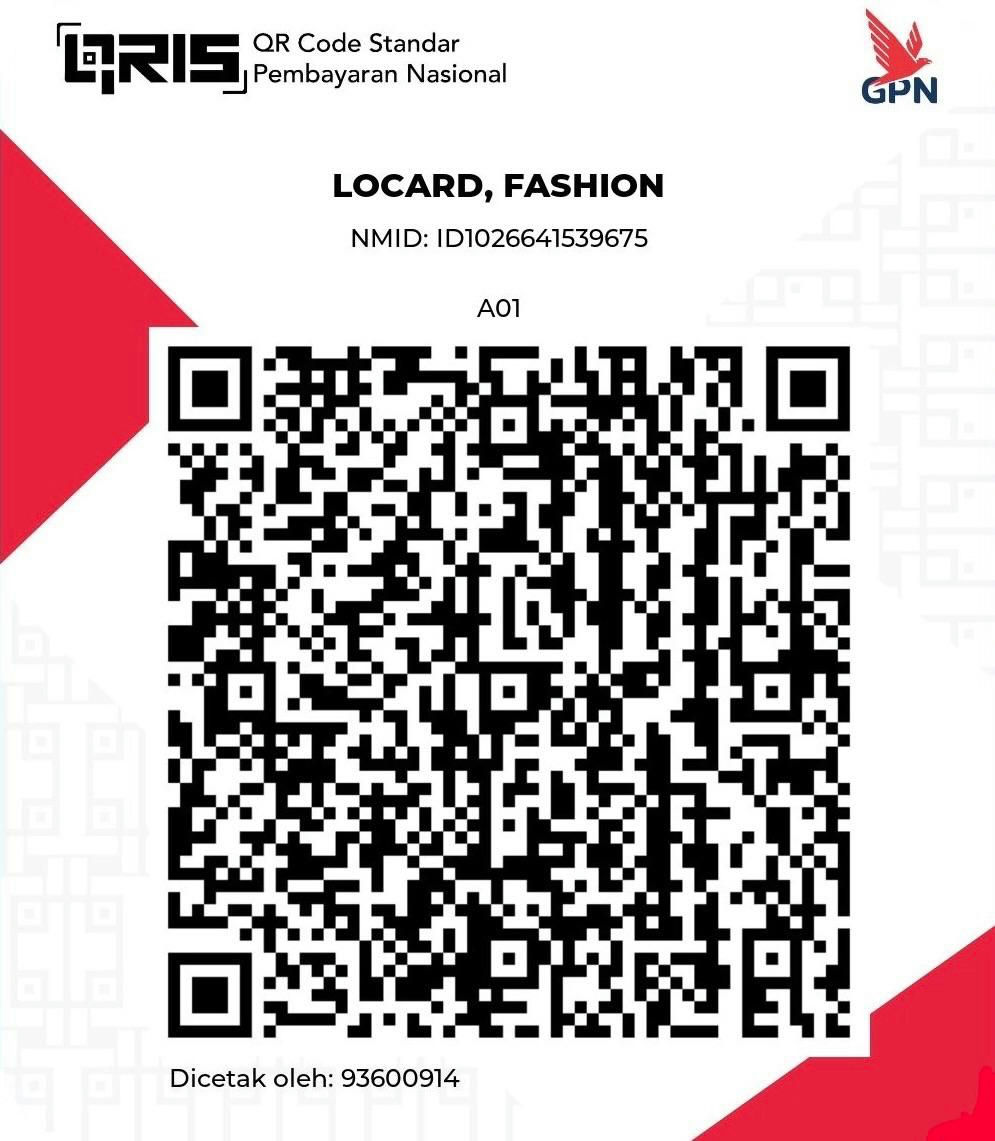 QRIS QR Code Standar
Pembayaran Nasional
GPN
LOCARD, FASHION
NMID: ID1026641539675
A01
Dicetak oleh: 93600914